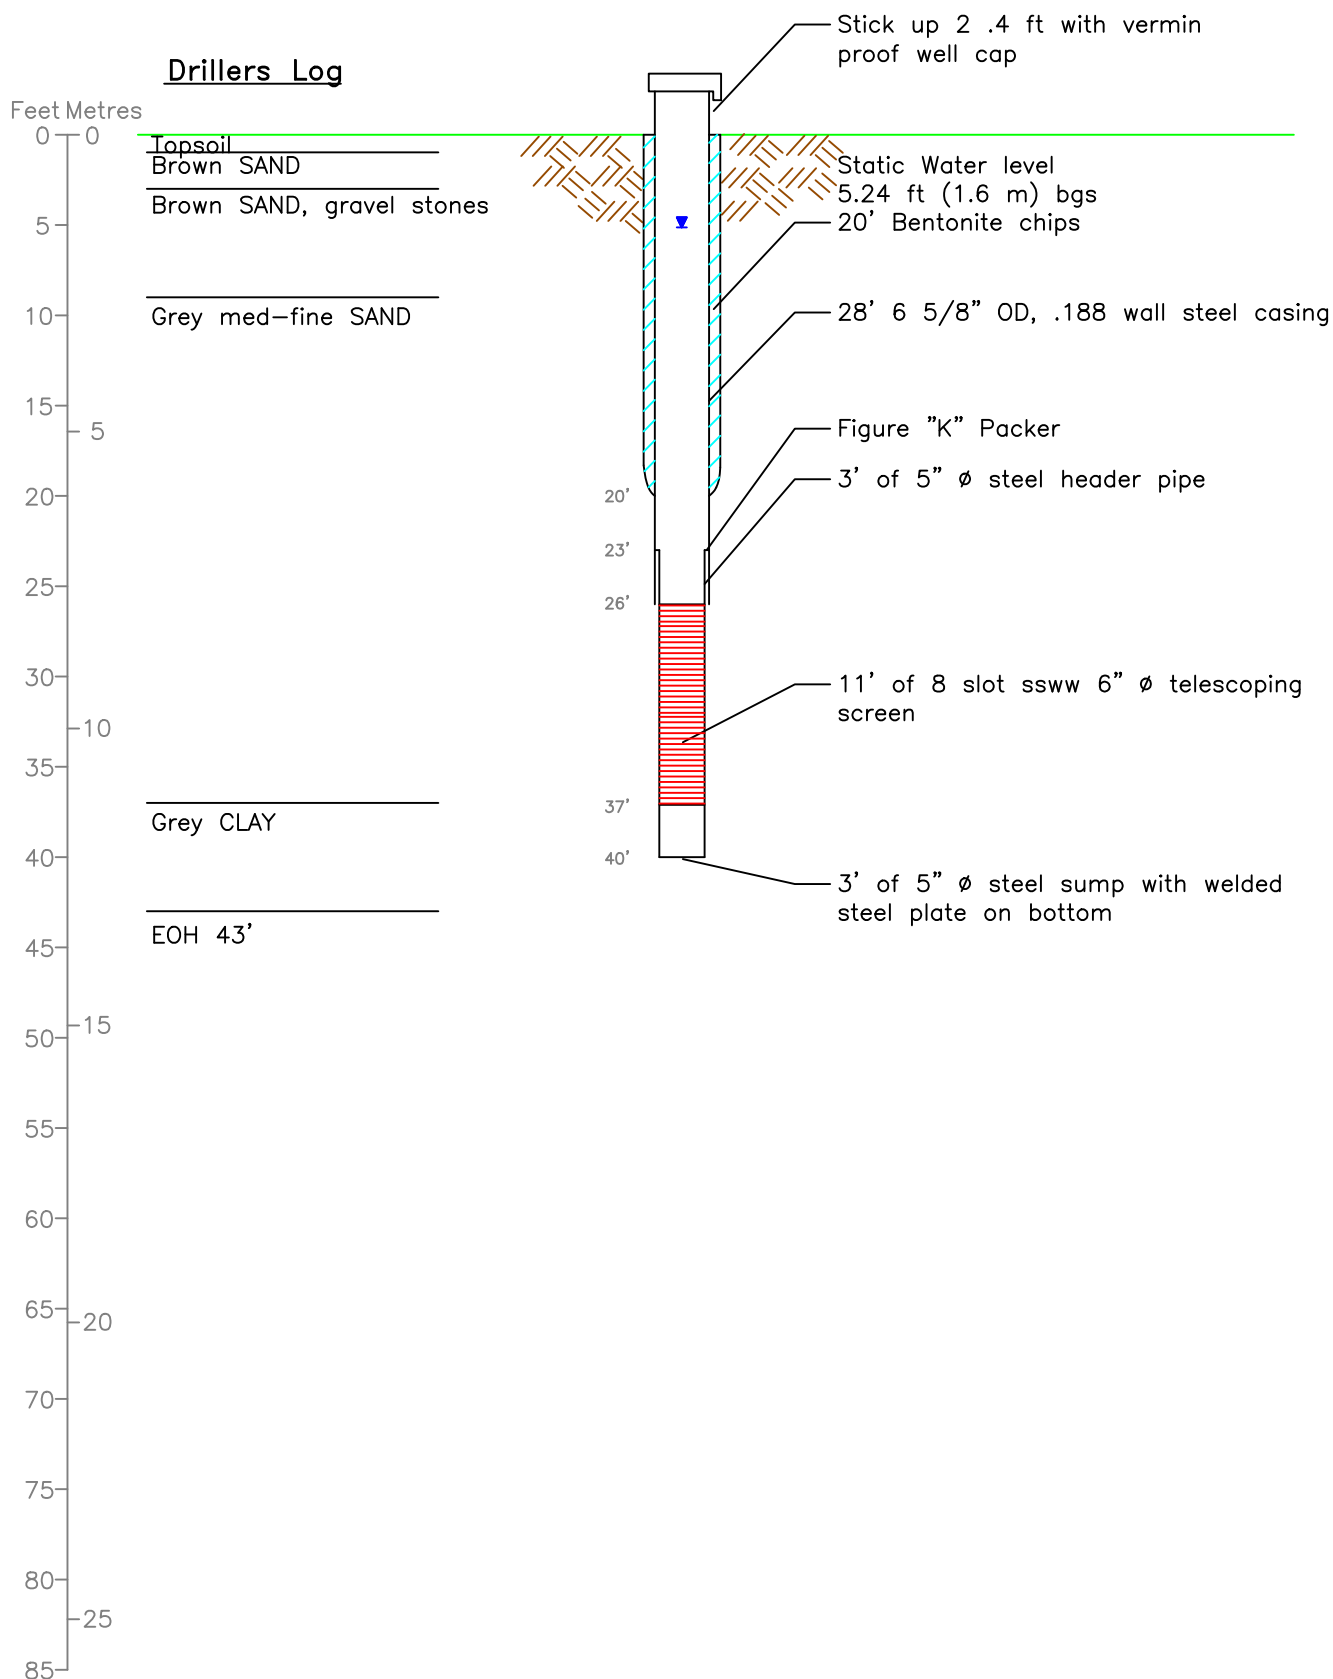 Stick up 2 .4 ft with vermin
proof well cap
Drillers Log
Feet Metres
0 0
Topsoil
Brown SAND
Static Water level
5.24 ft (1.6 m) bgs
Brown SAND, gravel stones
5
20' Bentonite chips
10
Grey med-fine SAND
28' 6 5/8" OD, .188 wall steel casing
15
5
Figure "K" Packer
3' of 5" Ø steel header pipe
20
20'
23'
25
26'
30
11' of 8 slot ssww 6" Ø telescoping
screen
10
35
37'
Grey CLAY
40
40'
3' of 5" Ø steel sump with welded
steel plate on bottom
EOH 43'
45
15
50
55
60
65
20
70
75
80
25
85